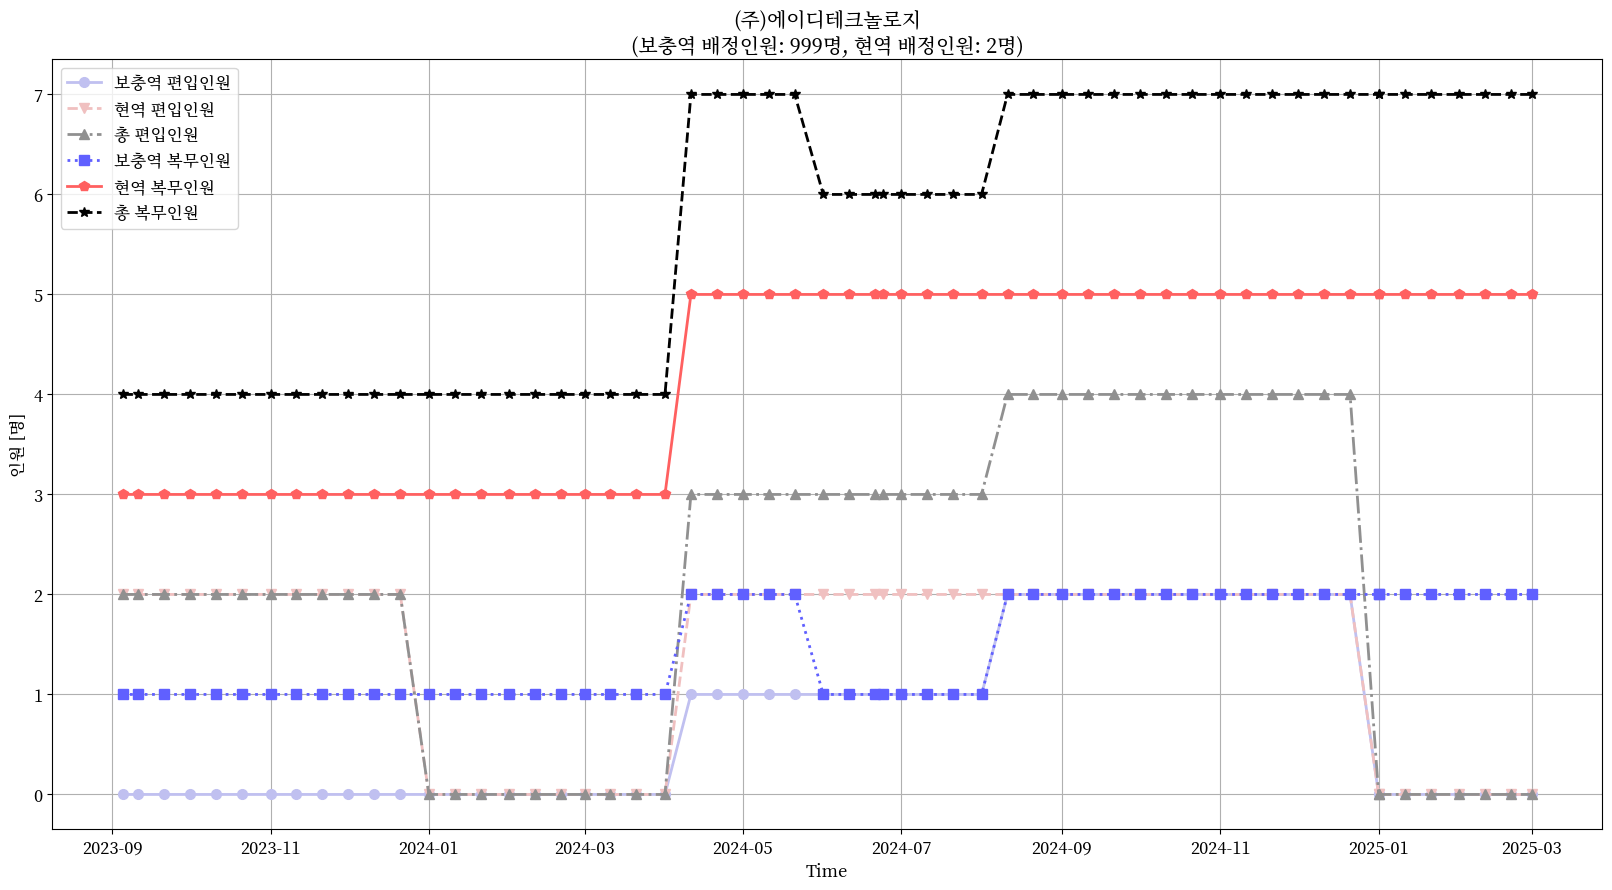 (주)에이디테크놀로지
(보충역 배정인원: 999명, 현역 배정인원: 2명)
보충역 편입인원
현역 편입인원
총 편입인원
보충역 복무인원
현역 복무인원
총 복무인원
인원 [명]
7
6
5
4
3
2
1
0
2023-09
2023-11
2024-01
2024-03
2024-05
2024-07
2024-09
2024-11
2025-01
2025-03
Time